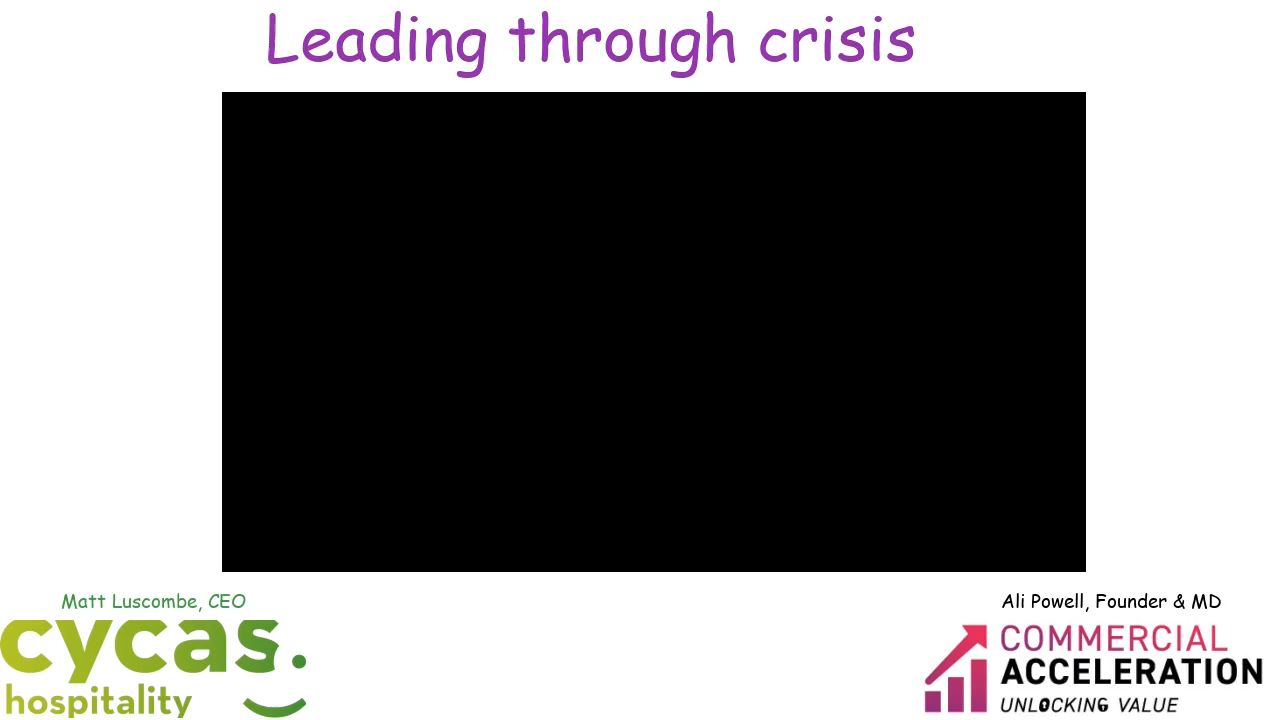 Leading through crisis
Matt Luscombe, CEO
cycas.
hospitality
Ali Powell, Founder & MD
COMMERCIAL
ACCELERATION
UNLOCKING VALUE